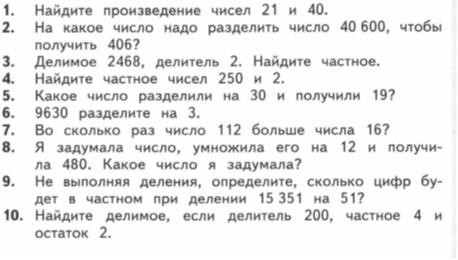 1. Найдите произведение чисел 21 и 40.
2. На какое число надо разделить число 40 600, чтобы
получить 406?
3. Делимое 2468, делитель 2. Найдите частное.
4. Найдите частное чисел 250 и 2.
5. Какое число разделили на 30 и получили 19?
6. 9630 разделите на 3.
7. Во сколько раз число 112 больше числа 16?
8. Я задумала число, умножила его на 12 и получи-
ла 480. Какое число я задумала?
9. Не выполняя деления, определите, сколько цифр бу-
дет в частном при делении 15 351 на 51?
10. Найдите делимое, если делитель 200, частное 4 и
остаток 2.